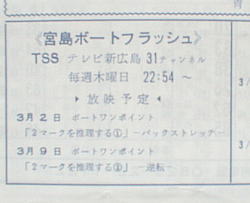 《宮島ボートフラッシュ》
TSS テレビ新広島 31チャンネル
毎週木曜日 22:54～
▶放映予定◀
3月2日 ボートワンポイント
「2マークを推理する①」－バックストレッチ－
3月9日 ボートワンポイント
「2マークを推理する②」－逆転－